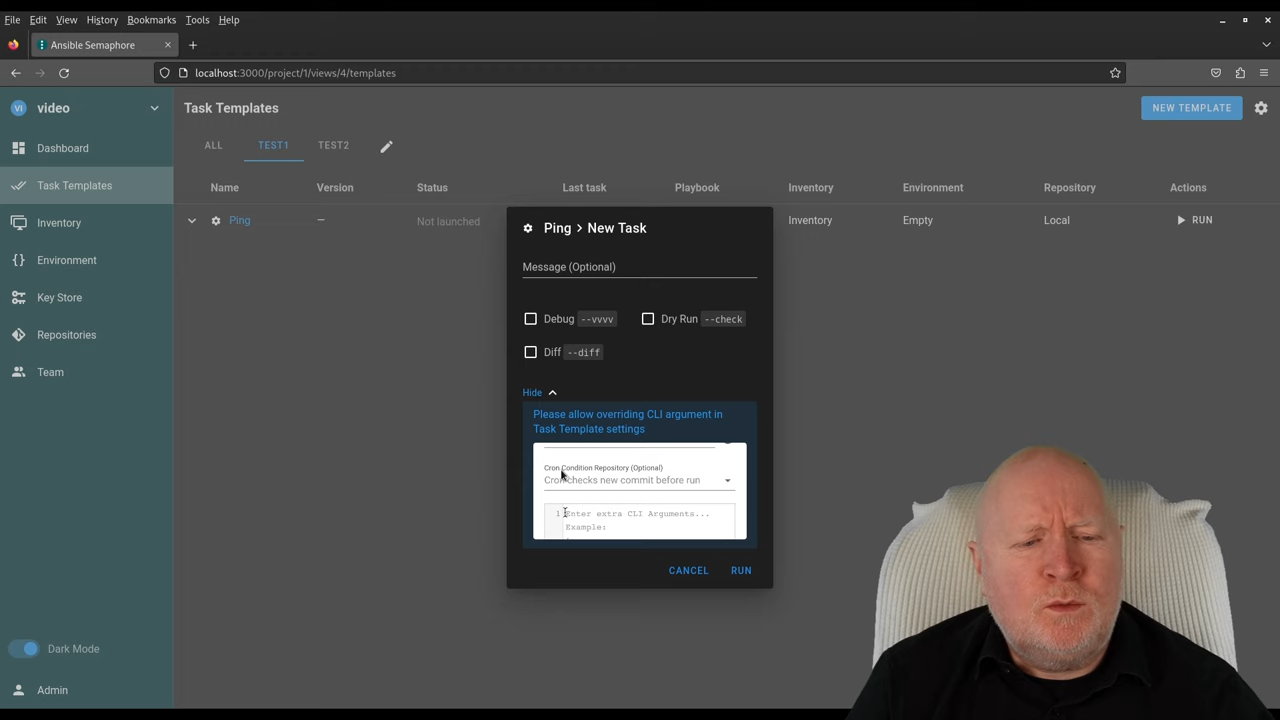 File Edit View History Bookmarks Tools Help
Ansible Semaphore
localhost:3000/project/1/views/4/templates
VI video
Task Templates
NEW TEMPLATE
ALL TEST1 TEST2
Dashboard
Task Templates
Inventory
Environment
Key Store
Repositories
Team
Name Version Status Last task Playbook Inventory Environment Repository Actions
Ping — Not launched Inventory Empty Local RUN
Ping > New Task
Message (Optional)
Debug --vvvv Dry Run --check
Diff --diff
Hide
Please allow overriding CLI argument in
Task Template settings
Cron Condition Repository (Optional)
Cron checks new commit before run
1 Enter extra CLI Arguments...
Example:
CANCEL RUN
Dark Mode
Admin